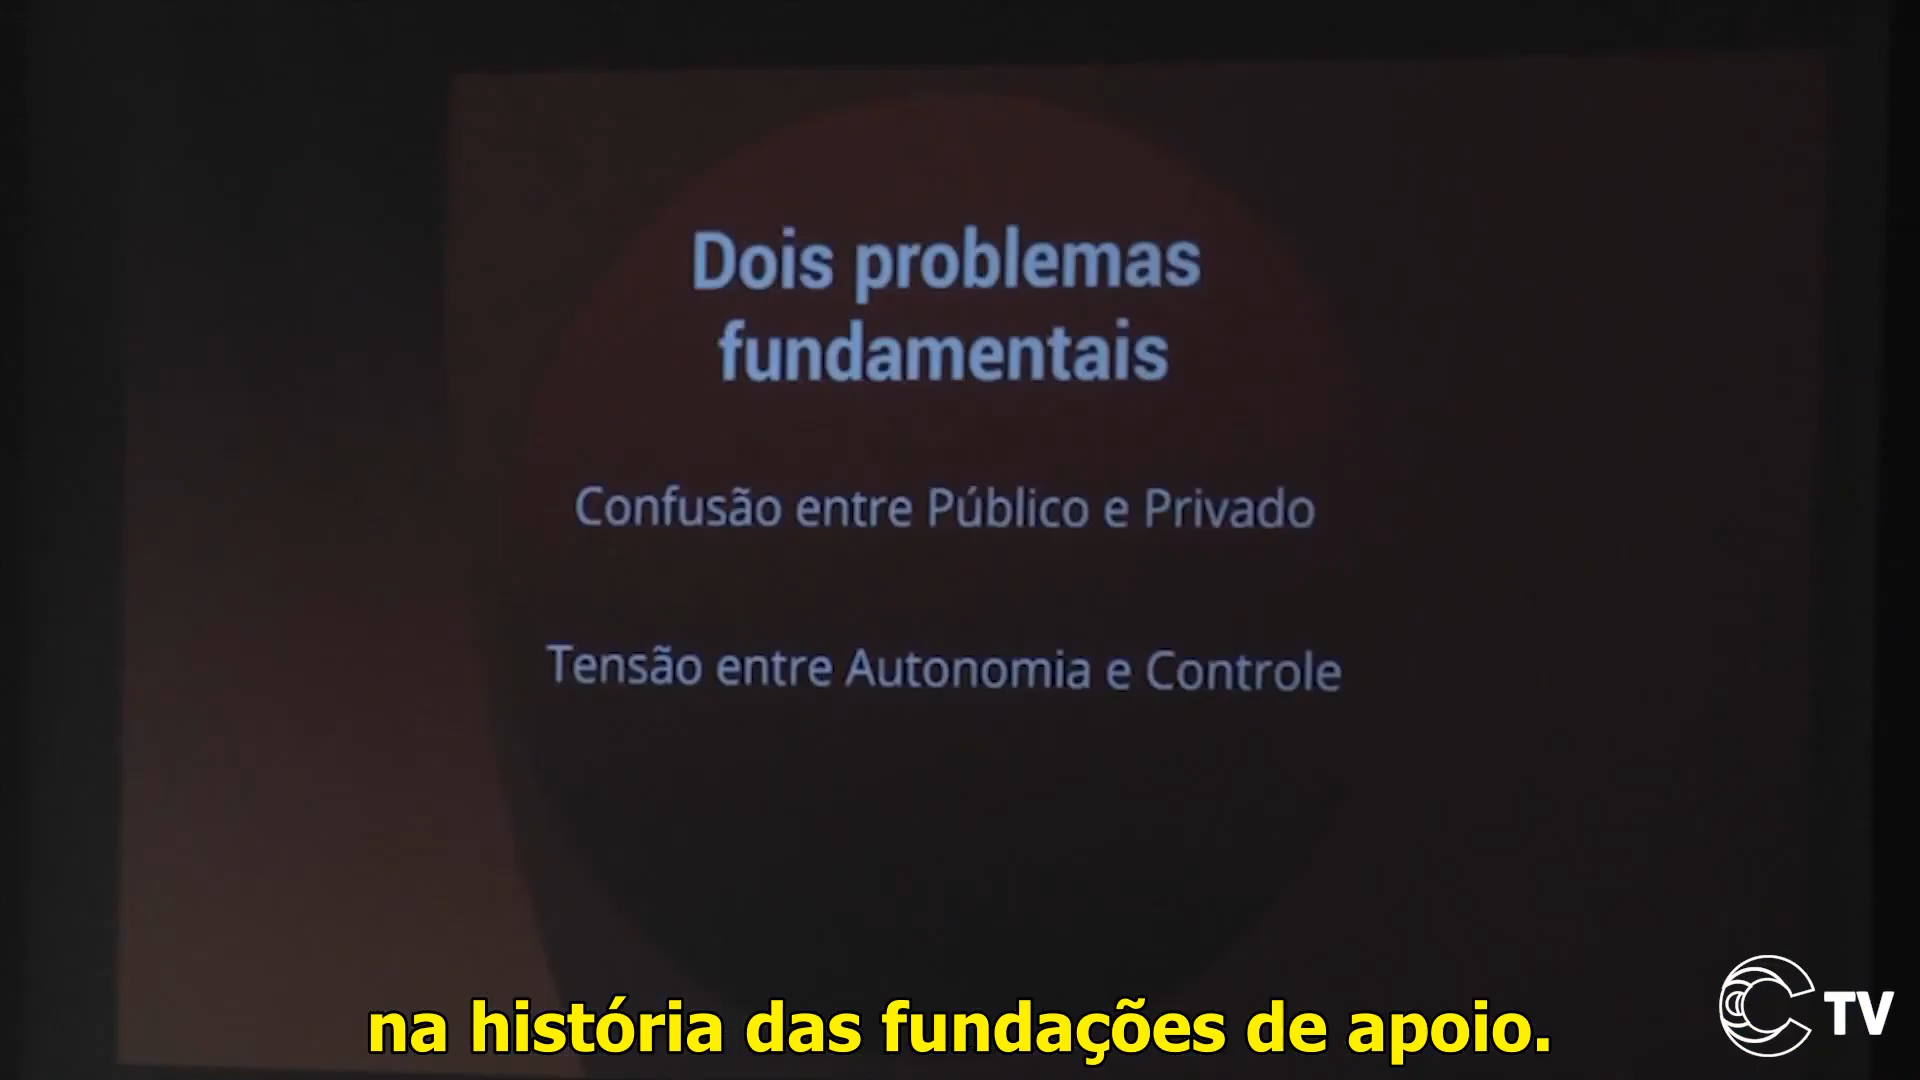 Dois problemas
fundamentais
Confusão entre Público e Privado
Tensão entre Autonomia e Controle
na história das fundações de apoio.
C TV